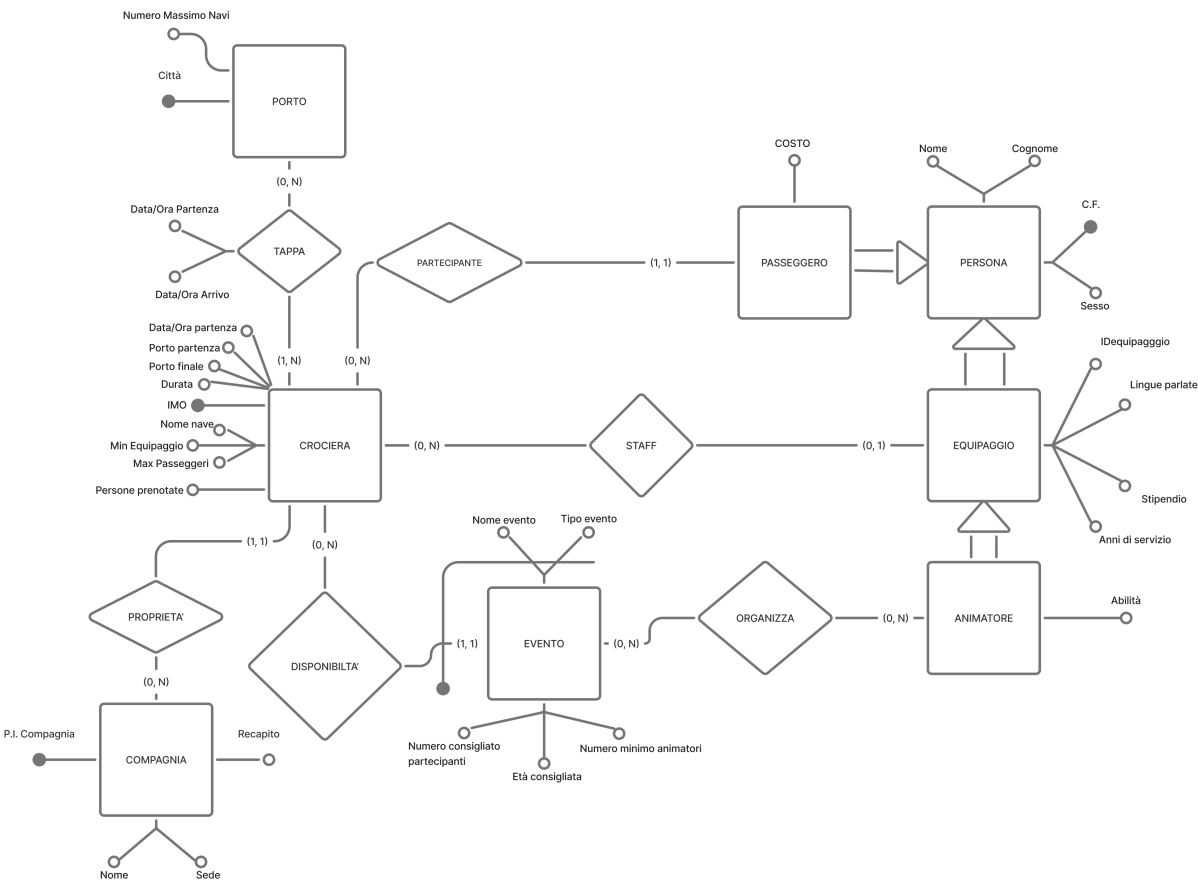 Numero Massimo Navi
Città
PORTO
(0, N)
Data/Ora Partenza
TAPPA
Data/Ora Arrivo
PARTECIPANTE
(1, 1)
COSTO
PASSEGGERO
Nome
Cognome
C.F.
PERSONA
Sesso
Data/Ora partenza
Porto partenza
Porto finale
Durata
IMO
Nome nave
Min Equipaggio
Max Passeggeri
Persone prenotate
(1, N)
(0, N)
CROCIERA
(0, N)
STAFF
(0, 1)
EQUIPAGGIO
IDequipagggio
Lingue parlate
Stipendio
Anni di servizio
(1, 1)
(0, N)
Nome evento
Tipo evento
PROPRIETA'
DISPONIBILTA'
(1, 1)
EVENTO
(0, N)
ORGANIZZA
(0, N)
ANIMATORE
Abilità
(0, N)
P.I. Compagnia
Recapito
COMPAGNIA
Numero consigliato
partecipanti
Età consigliata
Numero minimo animatori
Nome
Sede